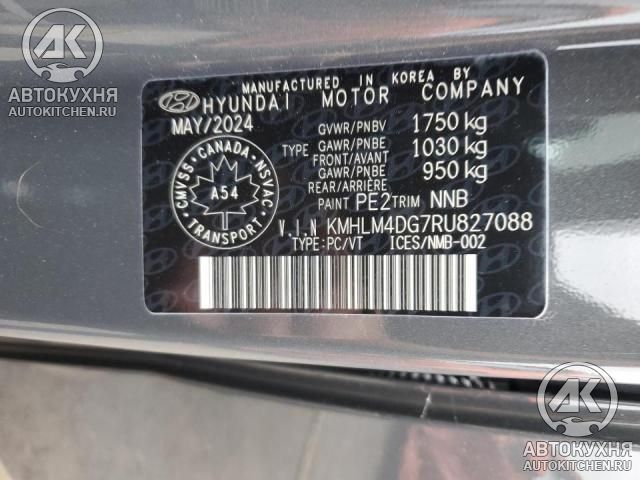 AK
АВТОКУХНЯ
AUTOKITCHEN.RU
MANUFACTURED IN KOREA BY
HYUNDAI MOTOR COMPANY
MAY/2024
GVWR/PNBV 1750 kg
TYPE GAWR/PNBE FRONT/AVANT 1030 kg
GAWR/PNBE REAR/ARRIÈRE 950 kg
PAINT PE2 TRIM NNB
CANADA
CMVSS
NSVAC
A54
TRANSPORT
V.I.N KMHLM4DG7RU827088
TYPE:PC/VT ICES/NMB-002
AK
АВТОКУХНЯ
AUTOKITCHEN.RU